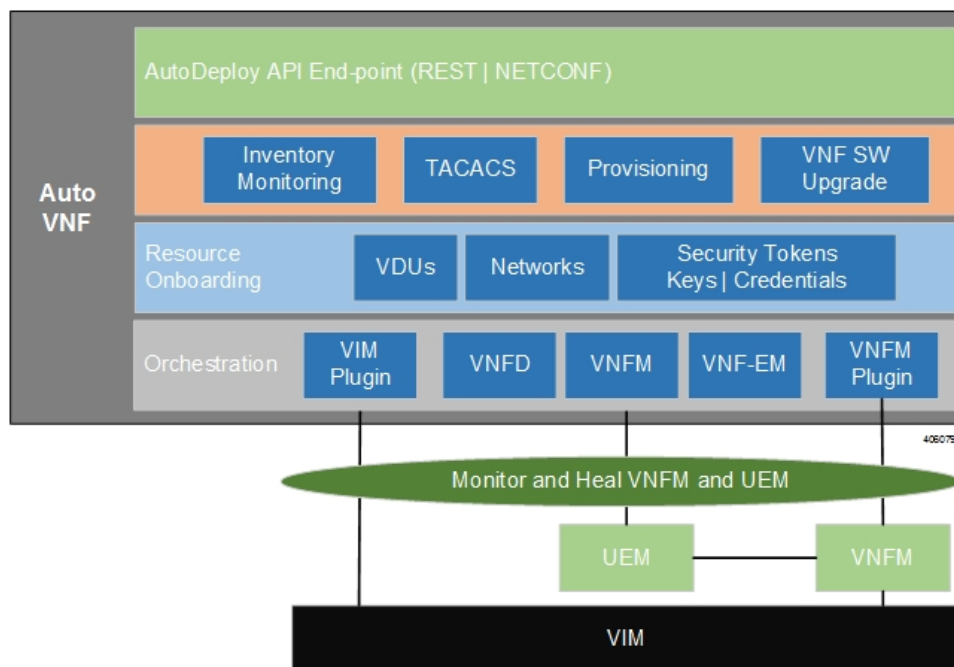 AutoDeploy API End-point (REST | NETCONF)
Auto
VNF
Inventory
Monitoring
TACACS
Provisioning
VNF SW
Upgrade
Resource
Onboarding
VDUs
Networks
Security Tokens
Keys | Credentials
Orchestration
VIM
Plugin
VNFD
VNFM
VNF-EM
VNFM
Plugin
Monitor and Heal VNFM and UEM
UEM
VNFM
VIM